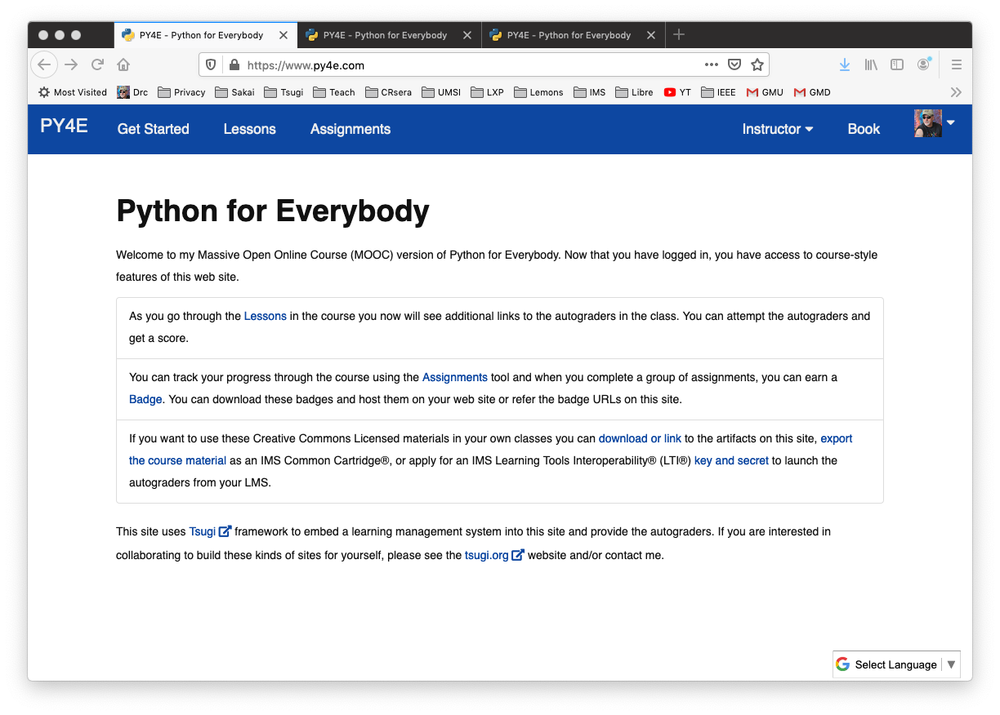 PY4E - Python for Everybody
PY4E - Python for Everybody
PY4E - Python for Everybody
https://www.py4e.com
Most Visited Drc Privacy Sakai Tsugi Teach CRsera UMSI LXP Lemons IMS Libre YT IEEE GMU GMD
PY4E Get Started Lessons Assignments Instructor Book
Python for Everybody
Welcome to my Massive Open Online Course (MOOC) version of Python for Everybody. Now that you have logged in, you have access to course-style
features of this web site.
As you go through the Lessons in the course you now will see additional links to the autograders in the class. You can attempt the autograders and
get a score.
You can track your progress through the course using the Assignments tool and when you complete a group of assignments, you can earn a
Badge. You can download these badges and host them on your web site or refer the badge URLs on this site.
If you want to use these Creative Commons Licensed materials in your own classes you can download or link to the artifacts on this site, export
the course material as an IMS Common Cartridge®, or apply for an IMS Learning Tools Interoperability® (LTI®) key and secret to launch the
autograders from your LMS.
This site uses Tsugi framework to embed a learning management system into this site and provide the autograders. If you are interested in
collaborating to build these kinds of sites for yourself, please see the tsugi.org website and/or contact me.
Select Language